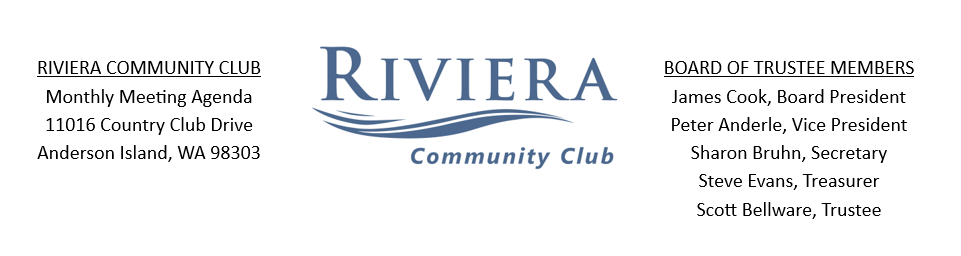 RIVIERA COMMUNITY CLUB
Monthly Meeting Agenda
11016 Country Club Drive
Anderson Island, WA 98303
RIVIERA
Community Club
BOARD OF TRUSTEE MEMBERS
James Cook, Board President
Peter Anderle, Vice President
Sharon Bruhn, Secretary
Steve Evans, Treasurer
Scott Bellware, Trustee